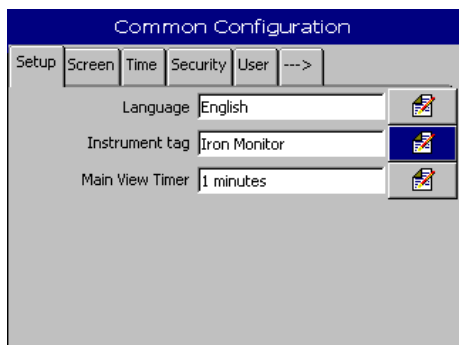 Common Configuration
Setup Screen Time Security User --->
Language English
Instrument tag Iron Monitor
Main View Timer 1 minutes